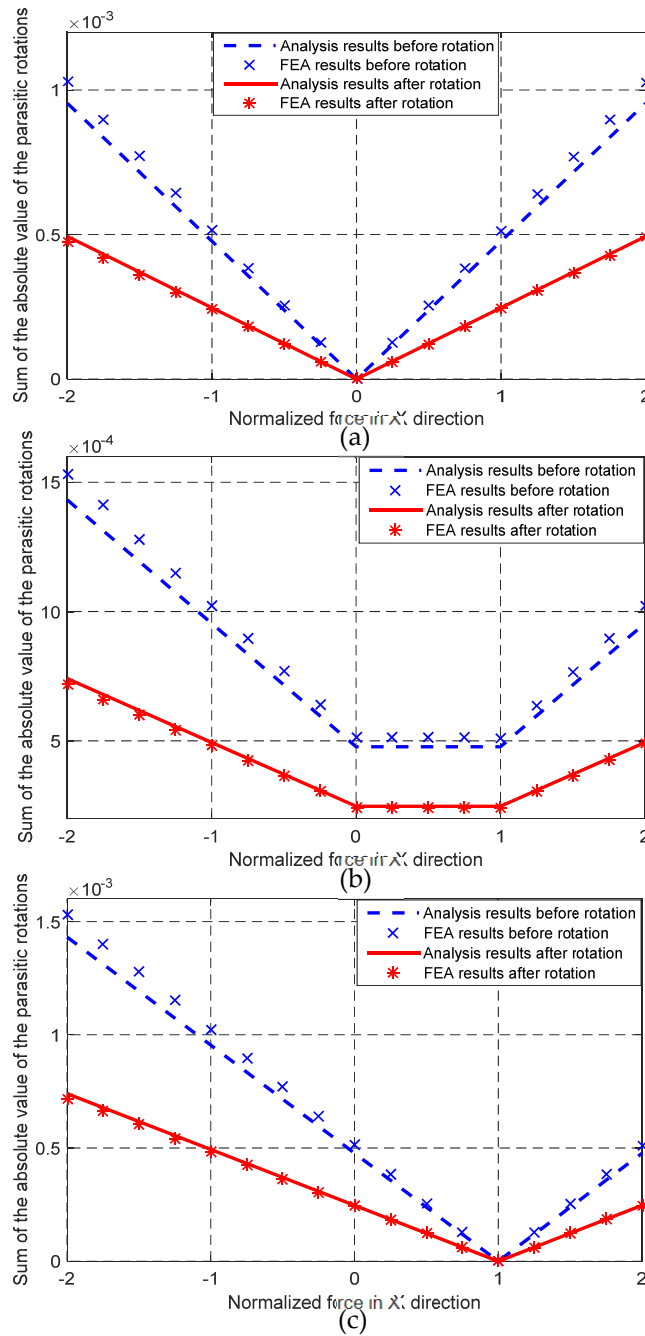 ×10⁻³
Sum of the absolute value of the parasitic rotations
1
0.5
0
Analysis results before rotation
FEA results before rotation
Analysis results after rotation
FEA results after rotation
-2 -1 0 1 2
Normalized force in X direction
(a)
×10⁻⁴
Sum of the absolute value of the parasitic rotations
15
10
5
Analysis results before rotation
FEA results before rotation
Analysis results after rotation
FEA results after rotation
-2 -1 0 1 2
Normalized force in X direction
(b)
×10⁻³
Sum of the absolute value of the parasitic rotations
1.5
1
0.5
0
Analysis results before rotation
FEA results before rotation
Analysis results after rotation
FEA results after rotation
-2 -1 0 1 2
Normalized force in X direction
(c)